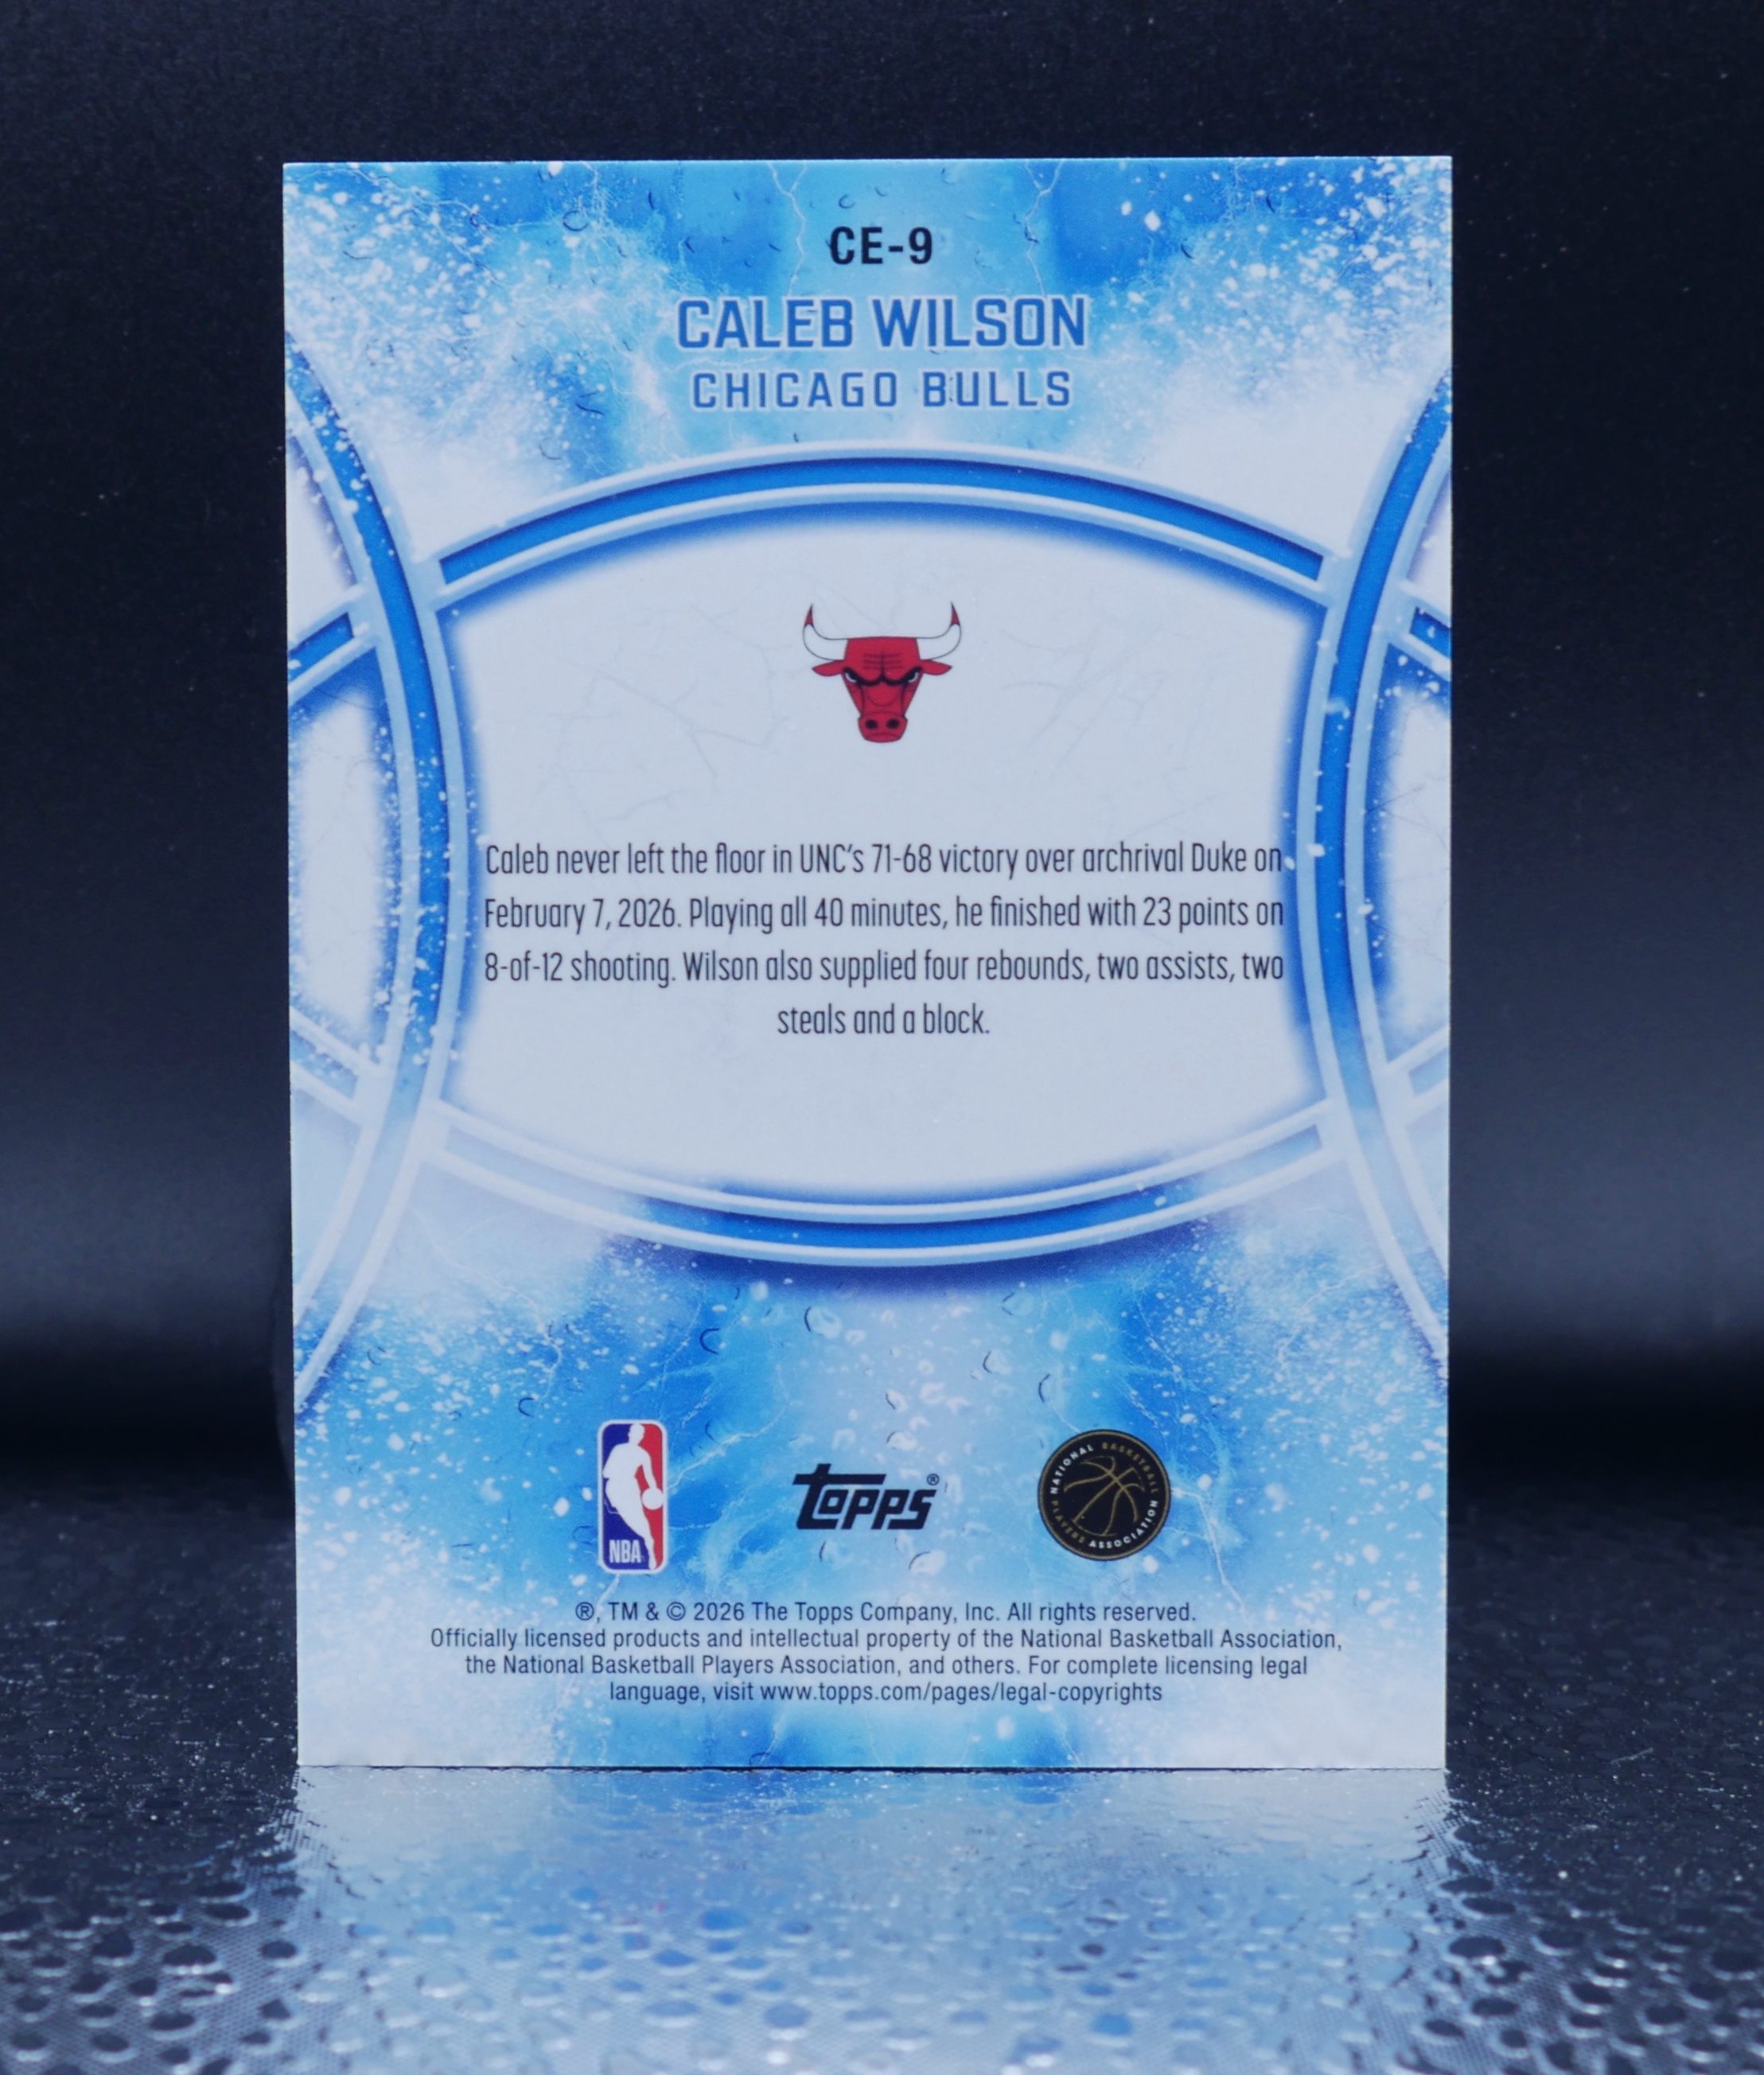 CE-9
CALEB WILSON
CHICAGO BULLS
Caleb never left the floor in UNC's 71-68 victory over archrival Duke on
February 7, 2026. Playing all 40 minutes, he finished with 23 points on
8-of-12 shooting. Wilson also supplied four rebounds, two assists, two
steals and a block.
NBA
topps®
NATIONAL BASKETBALL PLAYERS ASSOCIATION
®, TM & © 2026 The Topps Company, Inc. All rights reserved.
Officially licensed products and intellectual property of the National Basketball Association,
the National Basketball Players Association, and others. For complete licensing legal
language, visit www.topps.com/pages/legal-copyrights